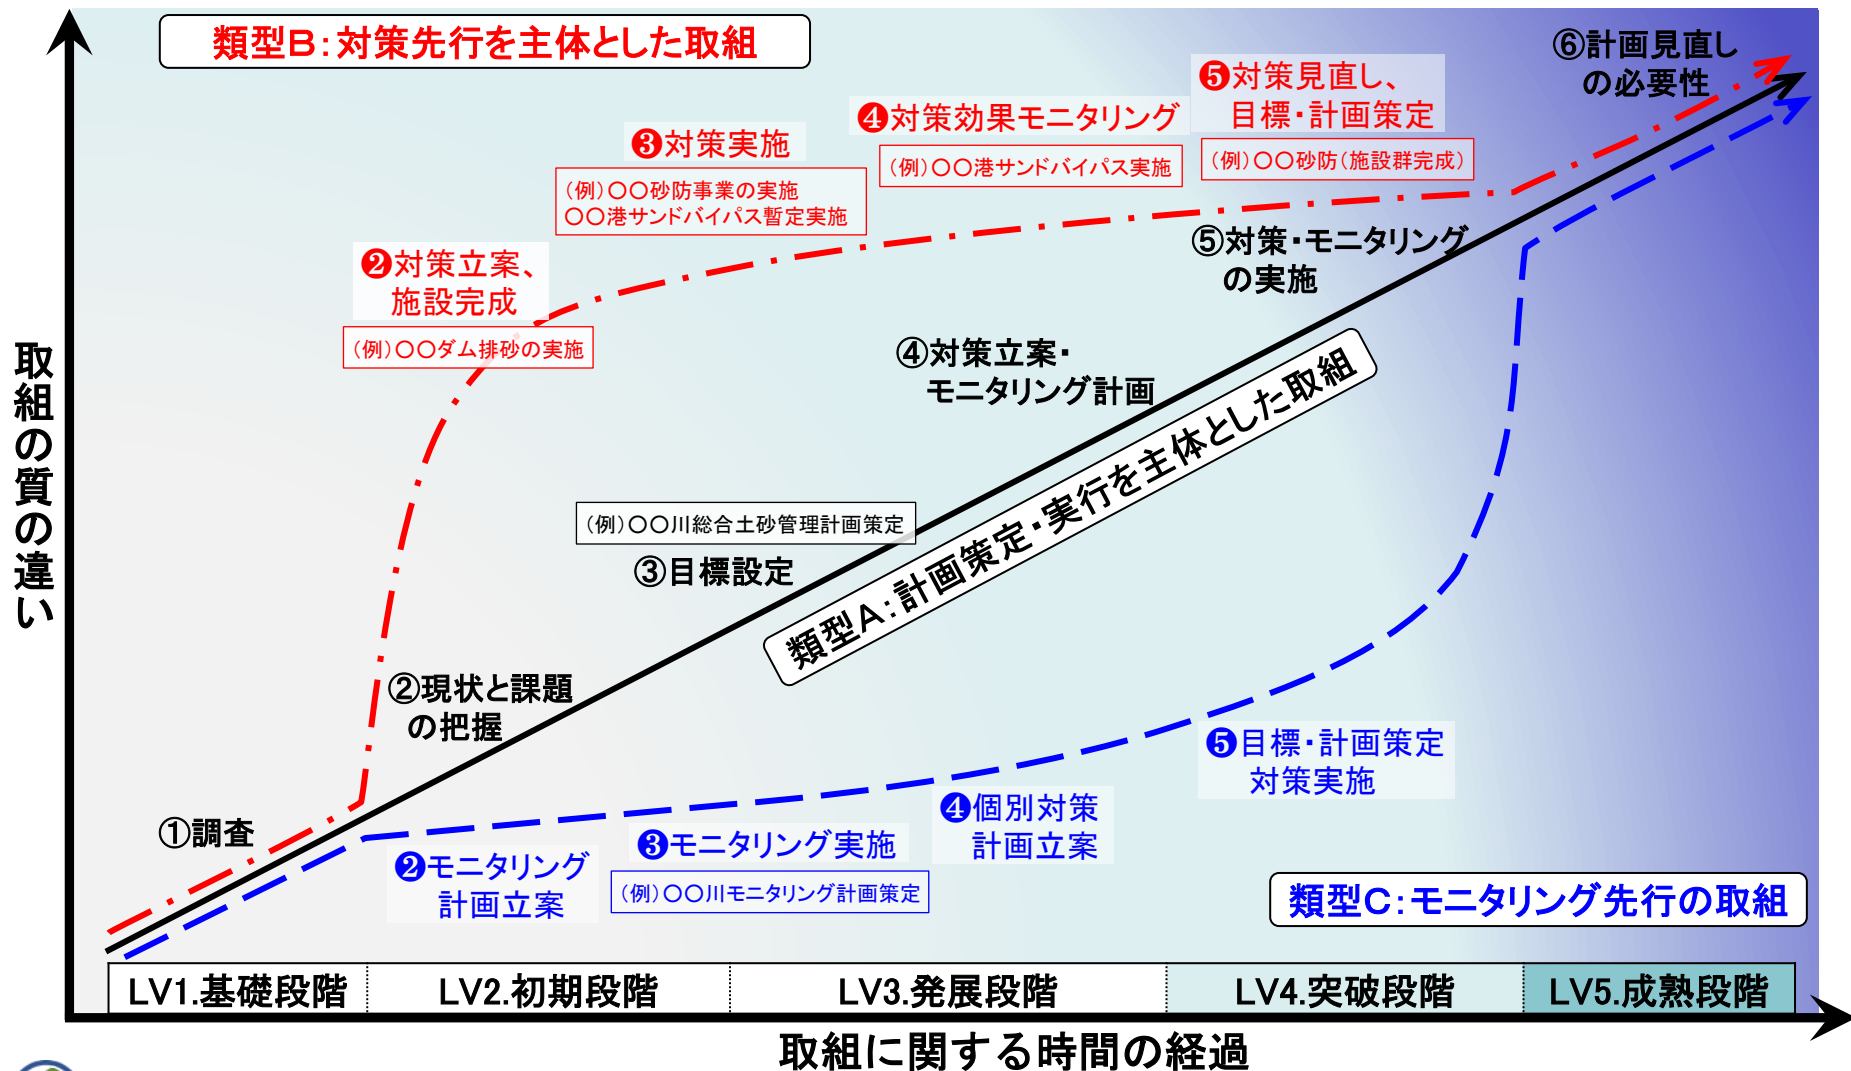 類型B：対策先行を主体とした取組
⑥計画見直し
の必要性
❺対策見直し、
目標・計画策定
（例）〇〇砂防（施設群完成）
❹対策効果モニタリング
（例）〇〇港サンドバイパス実施
❸対策実施
（例）〇〇砂防事業の実施
〇〇港サンドバイパス暫定実施
❷対策立案、
施設完成
（例）〇〇ダム排砂の実施
⑤対策・モニタリング
の実施
④対策立案・
モニタリング計画
類型A：計画策定・実行を主体とした取組
（例）〇〇川総合土砂管理計画策定
③目標設定
②現状と課題
の把握
①調査
❷モニタリング
計画立案
❸モニタリング実施
（例）〇〇川モニタリング計画策定
❹個別対策
計画立案
❺目標・計画策定
対策実施
類型C：モニタリング先行の取組
取組の質の違い
LV1.基礎段階
LV2.初期段階
LV3.発展段階
LV4.突破段階
LV5.成熟段階
取組に関する時間の経過